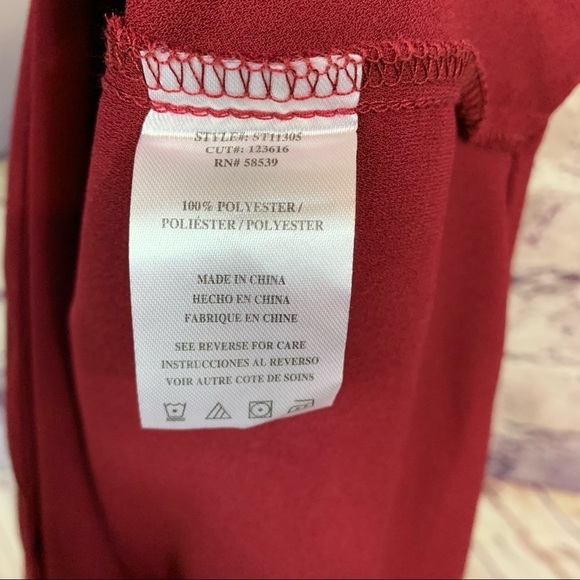 STYLE#: ST11305
CUT#: 123616
RN# 58539
100% POLYESTER /
POLIÉSTER / POLYESTER
MADE IN CHINA
HECHO EN CHINA
FABRIQUE EN CHINE
SEE REVERSE FOR CARE
INSTRUCCIONES AL REVERSO
VOIR AUTRE COTE DE SOINS